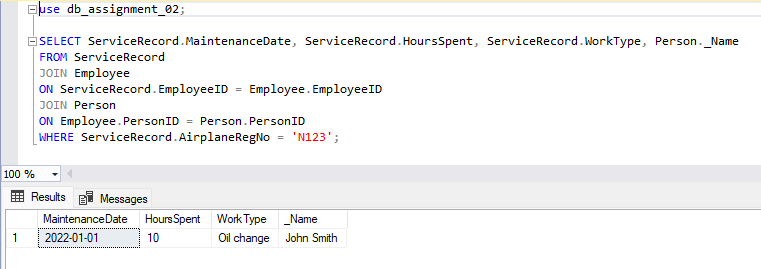 use db_assignment_02;
SELECT ServiceRecord.MaintenanceDate, ServiceRecord.HoursSpent, ServiceRecord.WorkType, Person._Name
FROM ServiceRecord
JOIN Employee
ON ServiceRecord.EmployeeID = Employee.EmployeeID
JOIN Person
ON Employee.PersonID = Person.PersonID
WHERE ServiceRecord.AirplaneRegNo = 'N123';
100 %
Results Messages
MaintenanceDate HoursSpent WorkType _Name
1 2022-01-01 10 Oil change John Smith